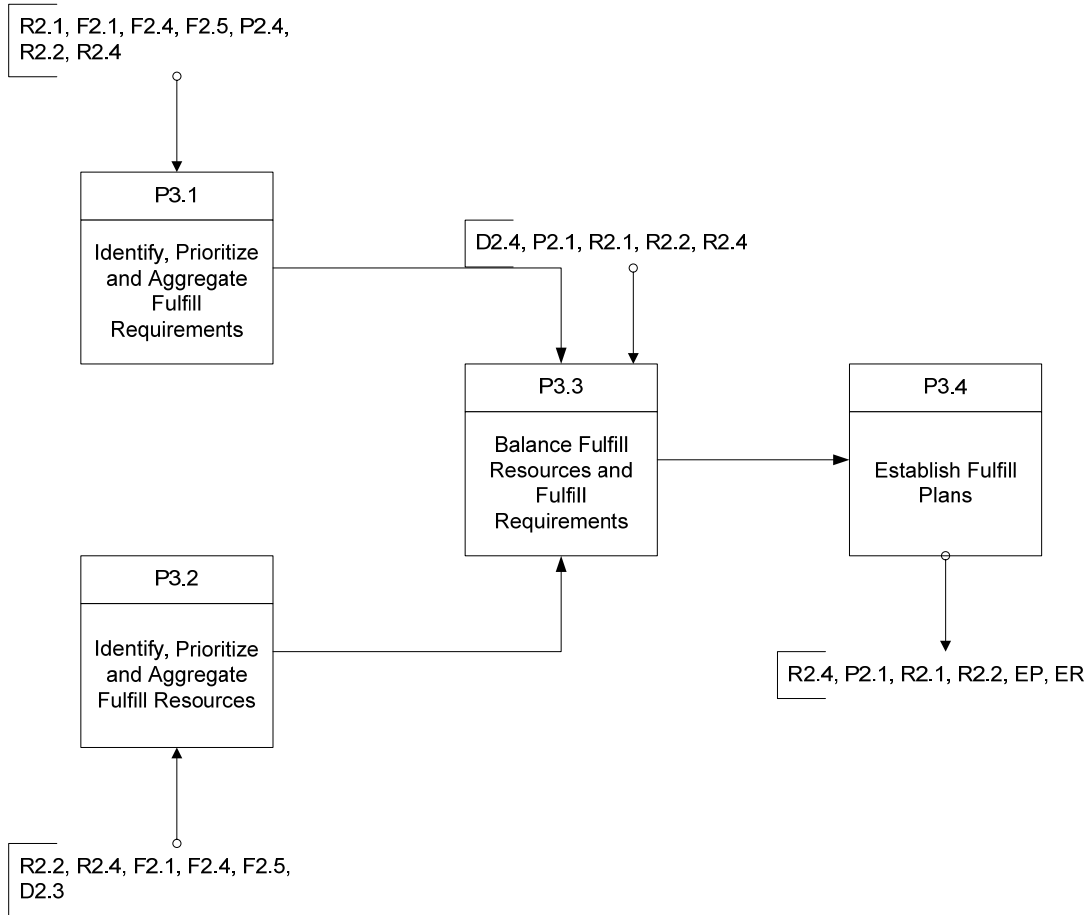 R2.1, F2.1, F2.4, F2.5, P2.4,
R2.2, R2.4
P3.1
Identify, Prioritize
and Aggregate
Fulfill
Requirements
D2.4, P2.1, R2.1, R2.2, R2.4
P3.3
Balance Fulfill
Resources and
Fulfill
Requirements
P3.4
Establish Fulfill
Plans
P3.2
Identify, Prioritize
and Aggregate
Fulfill Resources
R2.4, P2.1, R2.1, R2.2, EP, ER
R2.2, R2.4, F2.1, F2.4, F2.5,
D2.3